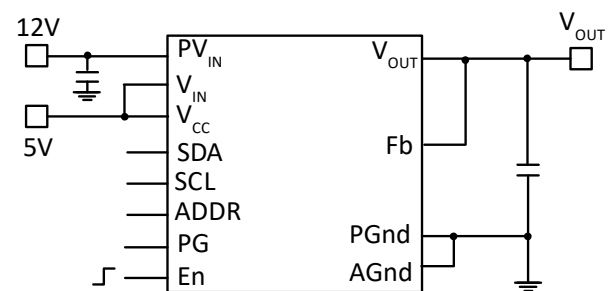 12V
V_OUT
PV_IN
V_OUT
V_IN
V_CC
5V
SDA
Fb
SCL
ADDR
PG
PGnd
En
AGnd